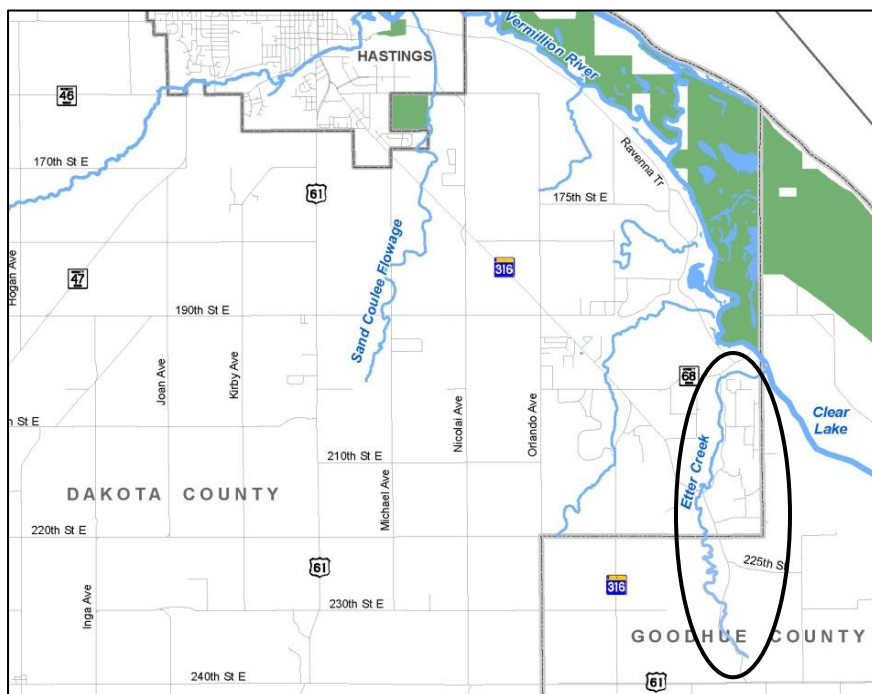 Vermillion River
HASTINGS
46
170th St E
Ravenna Tr
61
175th St E
Hogan Ave
47
Sand Coulee Flowage
316
190th St E
Joan Ave
Kirby Ave
68
Nicolai Ave
Orlando Ave
Clear
Lake
h St E
210th St E
Etter Creek
DAKOTA COUNTY
Michael Ave
220th St E
61
225th St
316
Inga Ave
230th St E
GOODHUE COUNTY
240th St E
61